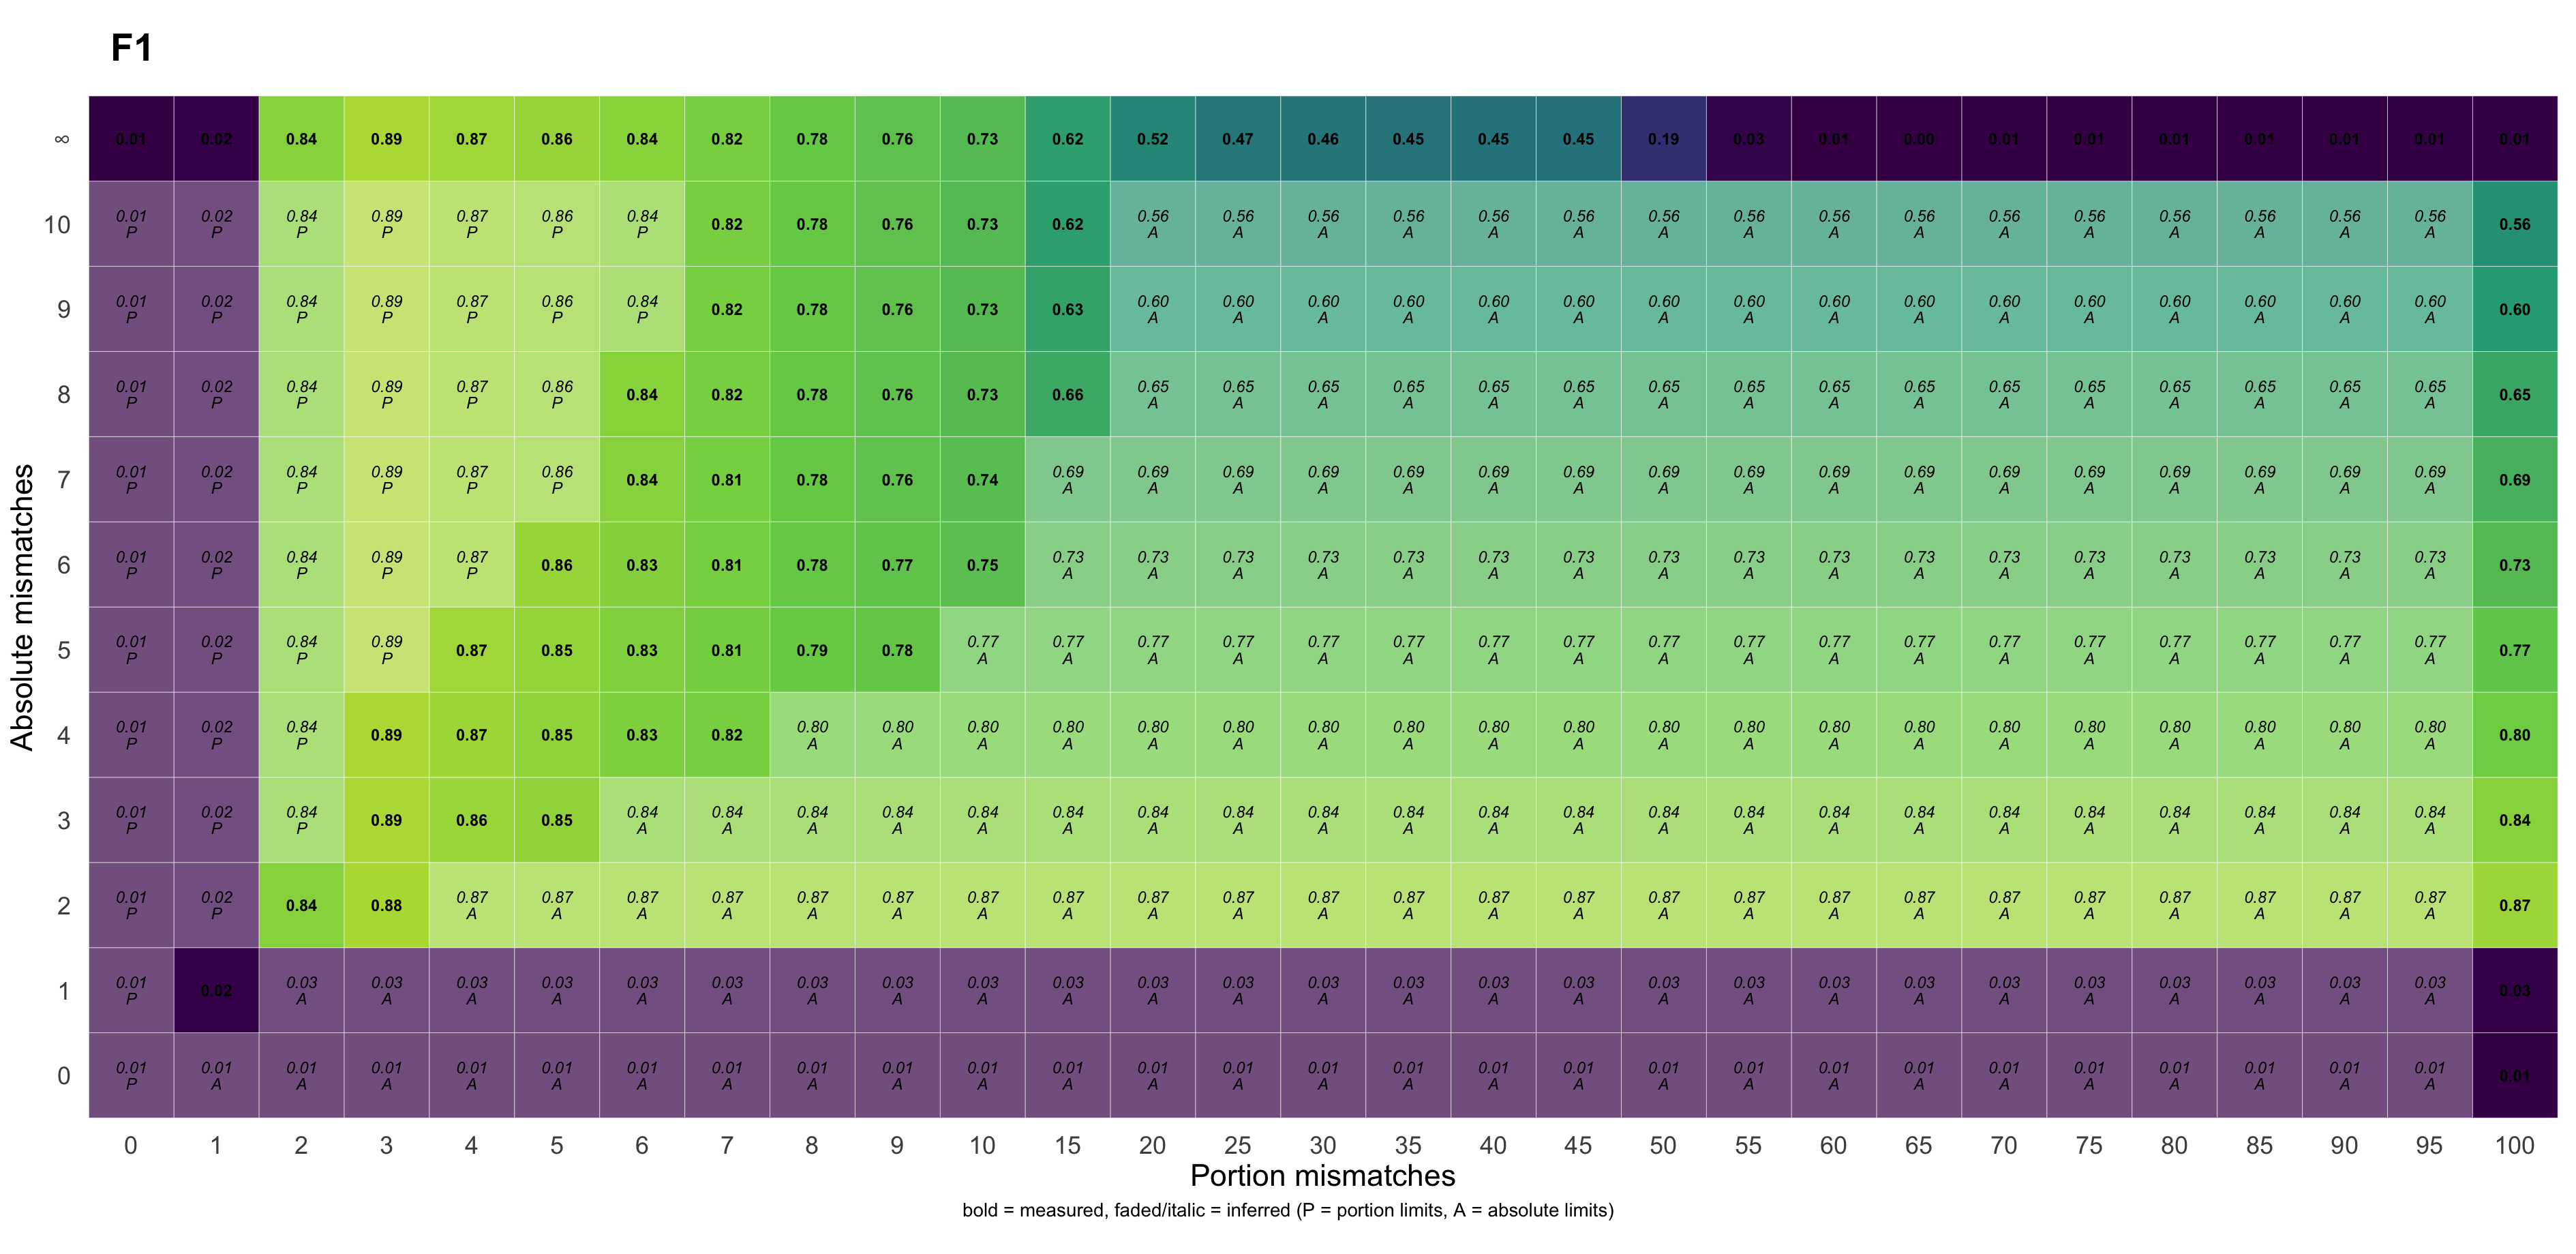 F1
∞ 0.01 0.02 0.84 0.89 0.87 0.86 0.84 0.82 0.78 0.76 0.73 0.62 0.52 0.47 0.46 0.45 0.45 0.45 0.19 0.03 0.01 0.00 0.01 0.01 0.01 0.01 0.01 0.01 0.01
10 0.01 0.02 0.84 0.89 0.87 0.86 0.84 0.82 0.78 0.76 0.73 0.62 0.56 0.56 0.56 0.56 0.56 0.56 0.56 0.56 0.56 0.56 0.56 0.56 0.56 0.56 0.56 0.56 0.56
P P P P P P P A A A A A A A A A A A A A A A A
9 0.01 0.02 0.84 0.89 0.87 0.86 0.84 0.82 0.78 0.76 0.73 0.63 0.60 0.60 0.60 0.60 0.60 0.60 0.60 0.60 0.60 0.60 0.60 0.60 0.60 0.60 0.60 0.60 0.60
P P P P P P P A A A A A A A A A A A A A A A A
8 0.01 0.02 0.84 0.89 0.87 0.86 0.84 0.82 0.78 0.76 0.73 0.66 0.65 0.65 0.65 0.65 0.65 0.65 0.65 0.65 0.65 0.65 0.65 0.65 0.65 0.65 0.65 0.65 0.65
P P P P P P A A A A A A A A A A A A A A A A
7 0.01 0.02 0.84 0.89 0.87 0.86 0.84 0.81 0.78 0.76 0.74 0.69 0.69 0.69 0.69 0.69 0.69 0.69 0.69 0.69 0.69 0.69 0.69 0.69 0.69 0.69 0.69 0.69 0.69
P P P P P P A A A A A A A A A A A A A A A A A
6 0.01 0.02 0.84 0.89 0.87 0.86 0.83 0.81 0.78 0.77 0.75 0.73 0.73 0.73 0.73 0.73 0.73 0.73 0.73 0.73 0.73 0.73 0.73 0.73 0.73 0.73 0.73 0.73 0.73
P P P P P A A A A A A A A A A A A A A A A A
5 0.01 0.02 0.84 0.89 0.87 0.85 0.83 0.81 0.79 0.78 0.77 0.77 0.77 0.77 0.77 0.77 0.77 0.77 0.77 0.77 0.77 0.77 0.77 0.77 0.77 0.77 0.77 0.77 0.77
P P P P A A A A A A A A A A A A A A A A A A
4 0.01 0.02 0.84 0.89 0.87 0.85 0.83 0.82 0.80 0.80 0.80 0.80 0.80 0.80 0.80 0.80 0.80 0.80 0.80 0.80 0.80 0.80 0.80 0.80 0.80 0.80 0.80 0.80 0.80
P P P A A A A A A A A A A A A A A A A A A A A
3 0.01 0.02 0.84 0.89 0.86 0.85 0.84 0.84 0.84 0.84 0.84 0.84 0.84 0.84 0.84 0.84 0.84 0.84 0.84 0.84 0.84 0.84 0.84 0.84 0.84 0.84 0.84 0.84 0.84
P P P A A A A A A A A A A A A A A A A A A A A A A
2 0.01 0.02 0.84 0.88 0.87 0.87 0.87 0.87 0.87 0.87 0.87 0.87 0.87 0.87 0.87 0.87 0.87 0.87 0.87 0.87 0.87 0.87 0.87 0.87 0.87 0.87 0.87 0.87 0.87
P P A A A A A A A A A A A A A A A A A A A A A A A A
1 0.01 0.02 0.03 0.03 0.03 0.03 0.03 0.03 0.03 0.03 0.03 0.03 0.03 0.03 0.03 0.03 0.03 0.03 0.03 0.03 0.03 0.03 0.03 0.03 0.03 0.03 0.03 0.03 0.03
P A A A A A A A A A A A A A A A A A A A A A A A A A A
0 0.01 0.01 0.01 0.01 0.01 0.01 0.01 0.01 0.01 0.01 0.01 0.01 0.01 0.01 0.01 0.01 0.01 0.01 0.01 0.01 0.01 0.01 0.01 0.01 0.01 0.01 0.01 0.01 0.01
P A A A A A A A A A A A A A A A A A A A A A A A A A A A
Absolute mismatches
0 1 2 3 4 5 6 7 8 9 10 15 20 25 30 35 40 45 50 55 60 65 70 75 80 85 90 95 100
Portion mismatches
bold = measured, faded/italic = inferred (P = portion limits, A = absolute limits)